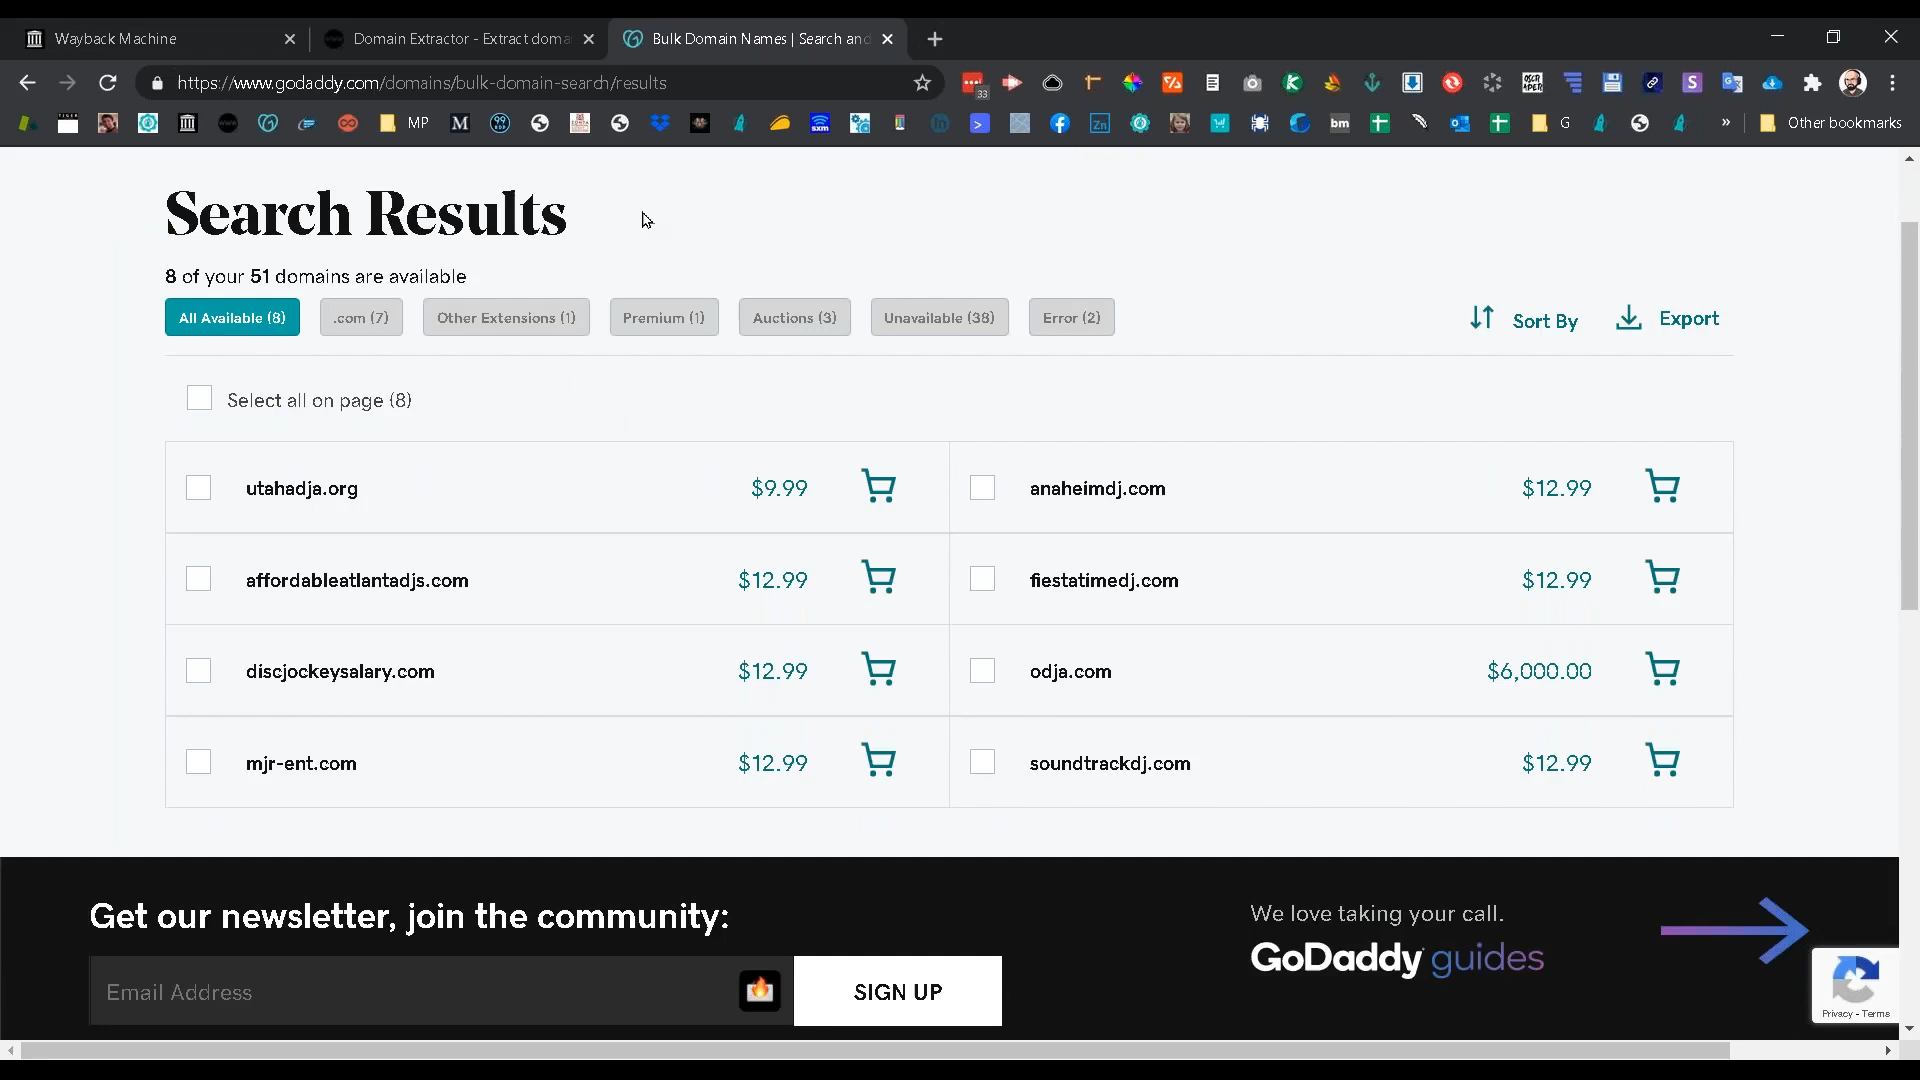 Wayback Machine
Domain Extractor - Extract doma
Bulk Domain Names | Search and
https://www.godaddy.com/domains/bulk-domain-search/results
33
MP
M
bm
G
Other bookmarks
Search Results
8 of your 51 domains are available
All Available (8)
.com (7)
Other Extensions (1)
Premium (1)
Auctions (3)
Unavailable (38)
Error (2)
Sort By
Export
Select all on page (8)
utahadja.org $9.99
anaheimdj.com $12.99
affordableatlantadjs.com $12.99
fiestatimedj.com $12.99
discjockeysalary.com $12.99
odja.com $6,000.00
mjr-ent.com $12.99
soundtrackdj.com $12.99
Get our newsletter, join the community:
Email Address
SIGN UP
We love taking your call.
GoDaddy guides
Privacy - Terms